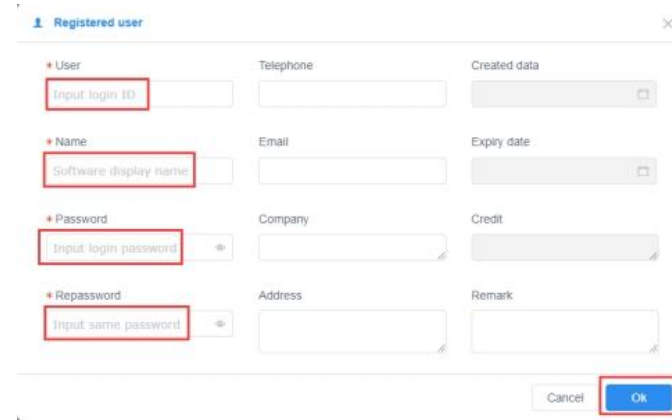 Registered user
* User Telephone Created data
Input login ID
* Name Email Expiry date
Software display name
* Password Company Credit
Input login password
* Repassword Address Remark
Input same password
Cancel Ok